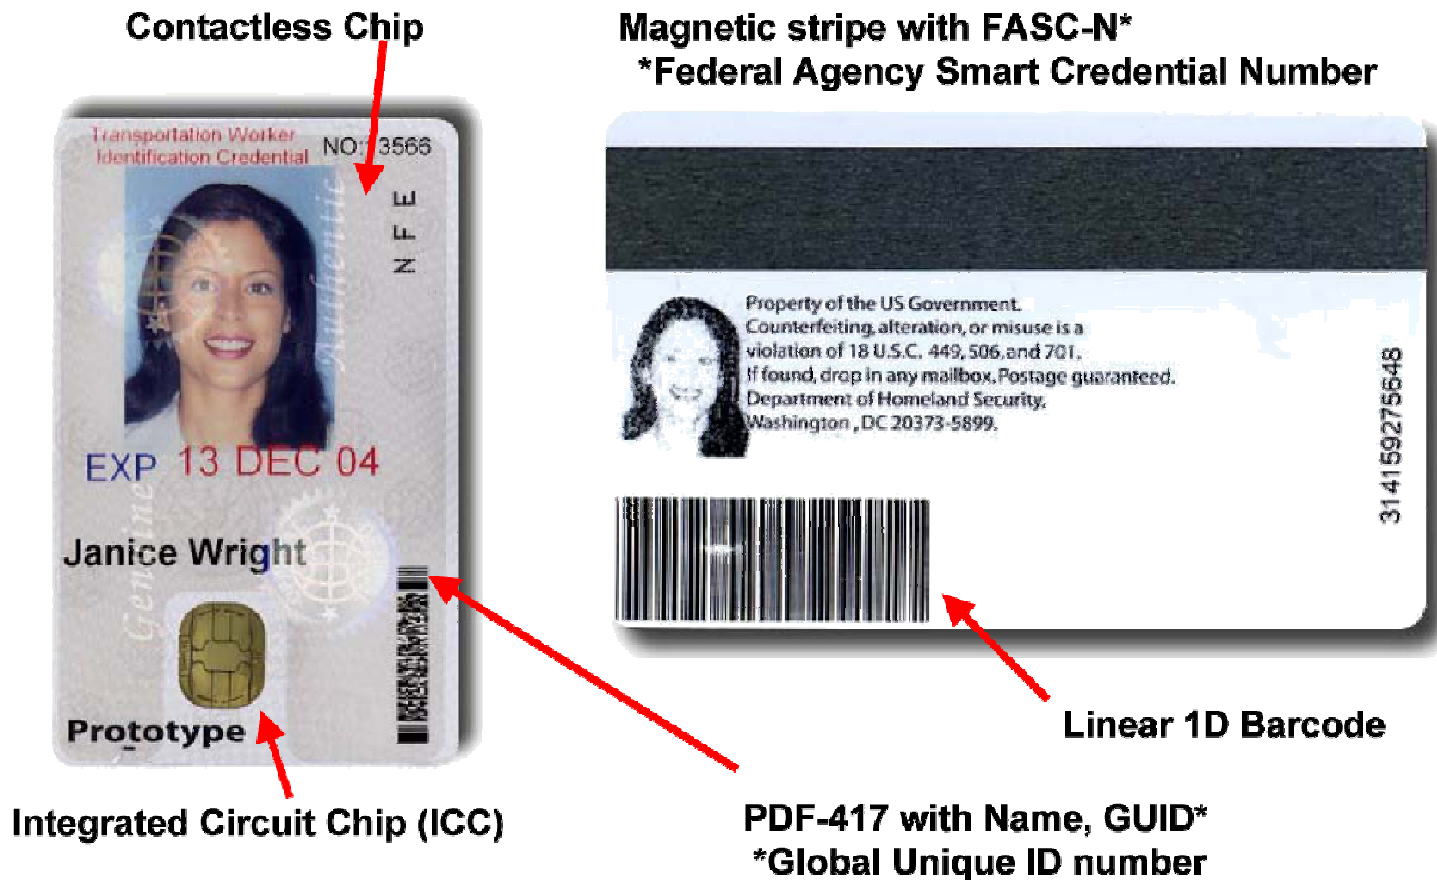 Contactless Chip
Magnetic stripe with FASC-N*
*Federal Agency Smart Credential Number
Transportation Worker
Identification Credential
NO: 3566
N F E
Authentic
EXP 13 DEC 04
Genuine
Janice Wright
Prototype
Integrated Circuit Chip (ICC)
Property of the US Government.
Counterfeiting, alteration, or misuse is a
violation of 18 U.S.C. 449, 506, and 701.
If found, drop in any mailbox. Postage guaranteed.
Department of Homeland Security,
Washington , DC 20373-5899.
3141592275648
Linear 1D Barcode
PDF-417 with Name, GUID*
*Global Unique ID number